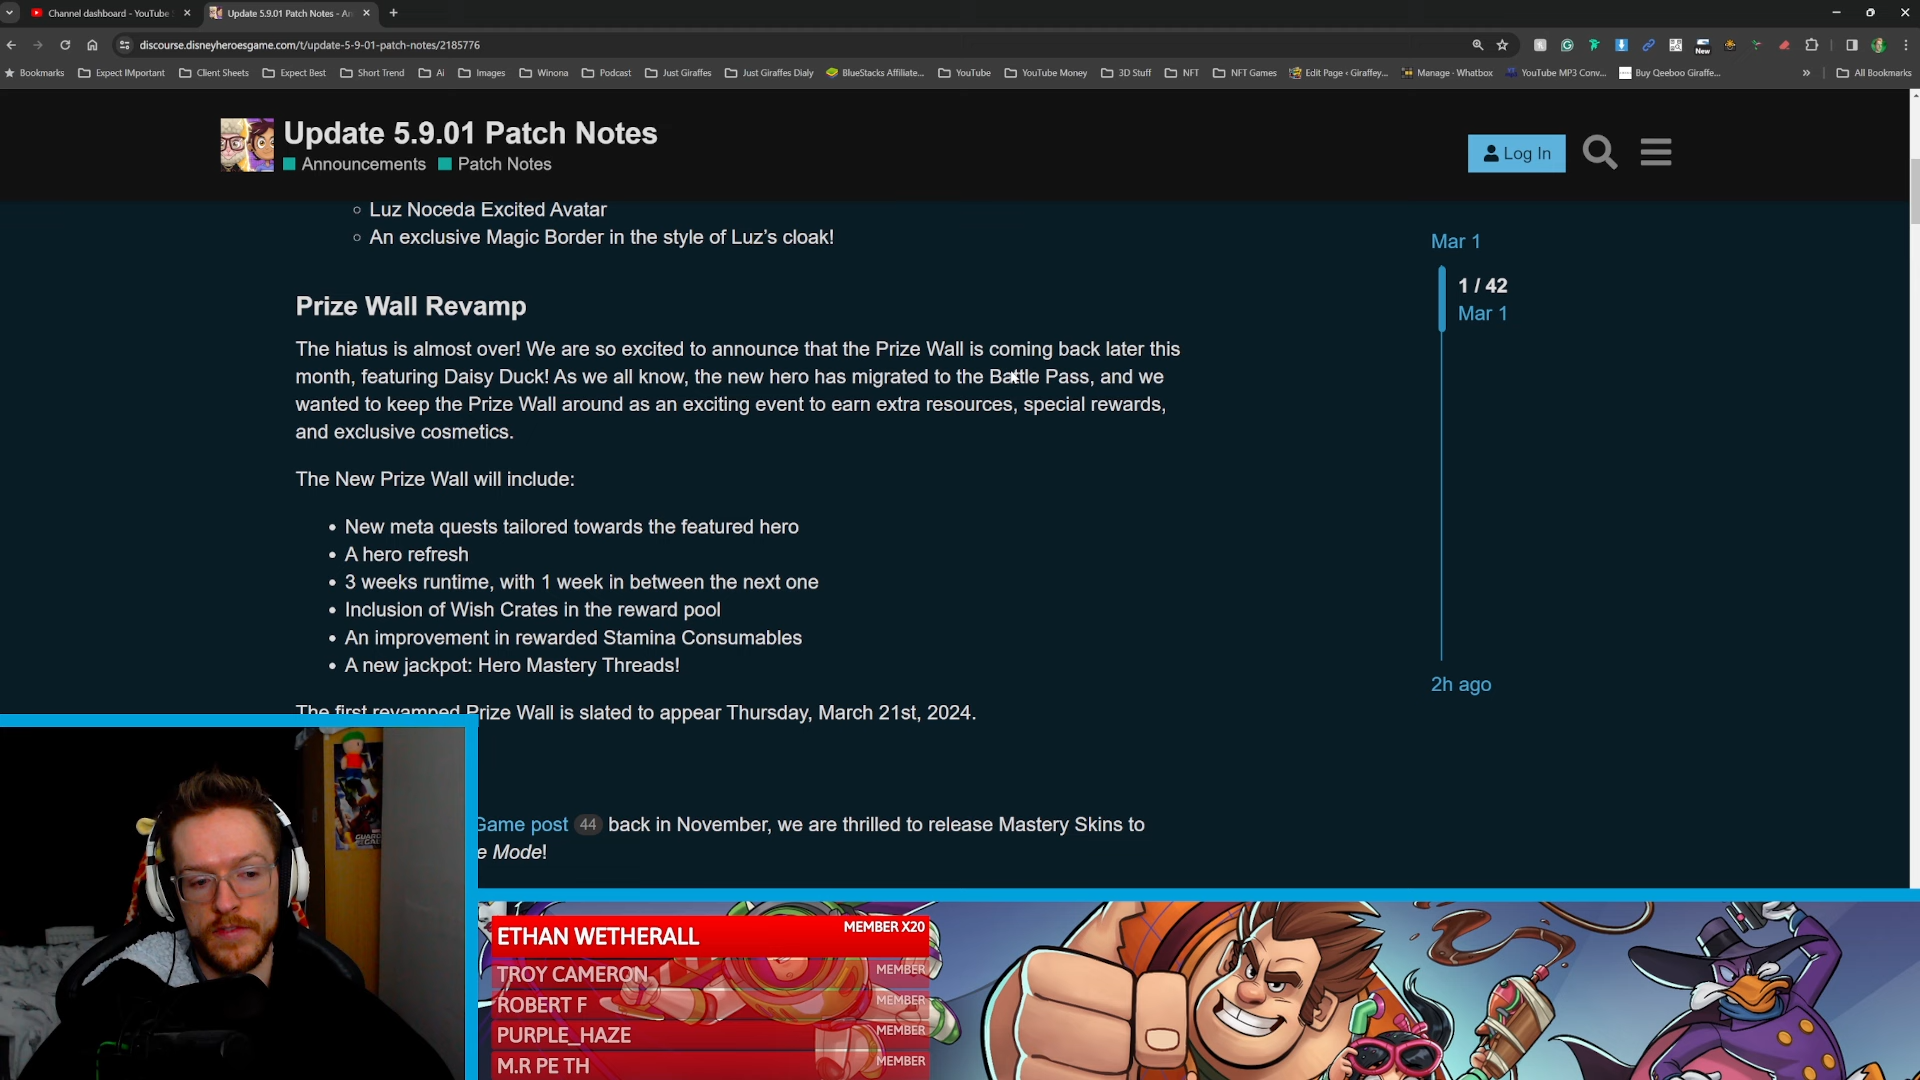 Channel dashboard - YouTube
Update 5.9.01 Patch Notes - An
discourse.disneyheroesgame.com/t/update-5-9-01-patch-notes/2185776
Bookmarks
Expect IMportant
Client Sheets
Expect Best
Short Trend
Ai
Images
Winona
Podcast
Just Giraffes
Just Giraffes Dialy
BlueStacks Affiliate...
YouTube
YouTube Money
3D Stuff
NFT
NFT Games
Edit Page ‹ Giraffey...
Manage - Whatbox
YouTube MP3 Conv...
Buy Qeeboo Giraffe...
»
All Bookmarks
New
Update 5.9.01 Patch Notes
Announcements Patch Notes
Log In
Luz Noceda Excited Avatar
An exclusive Magic Border in the style of Luz's cloak!
Mar 1
1 / 42
Mar 1
Prize Wall Revamp
The hiatus is almost over! We are so excited to announce that the Prize Wall is coming back later this
month, featuring Daisy Duck! As we all know, the new hero has migrated to the Battle Pass, and we
wanted to keep the Prize Wall around as an exciting event to earn extra resources, special rewards,
and exclusive cosmetics.
The New Prize Wall will include:
New meta quests tailored towards the featured hero
A hero refresh
3 weeks runtime, with 1 week in between the next one
Inclusion of Wish Crates in the reward pool
An improvement in rewarded Stamina Consumables
A new jackpot: Hero Mastery Threads!
2h ago
The first revamped Prize Wall is slated to appear Thursday, March 21st, 2024.
Game post 44 back in November, we are thrilled to release Mastery Skins to
e Mode!
ETHAN WETHERALL MEMBER X20
TROY CAMERON MEMBER
ROBERT F MEMBER
PURPLE_HAZE MEMBER
M.R PE TH MEMBER